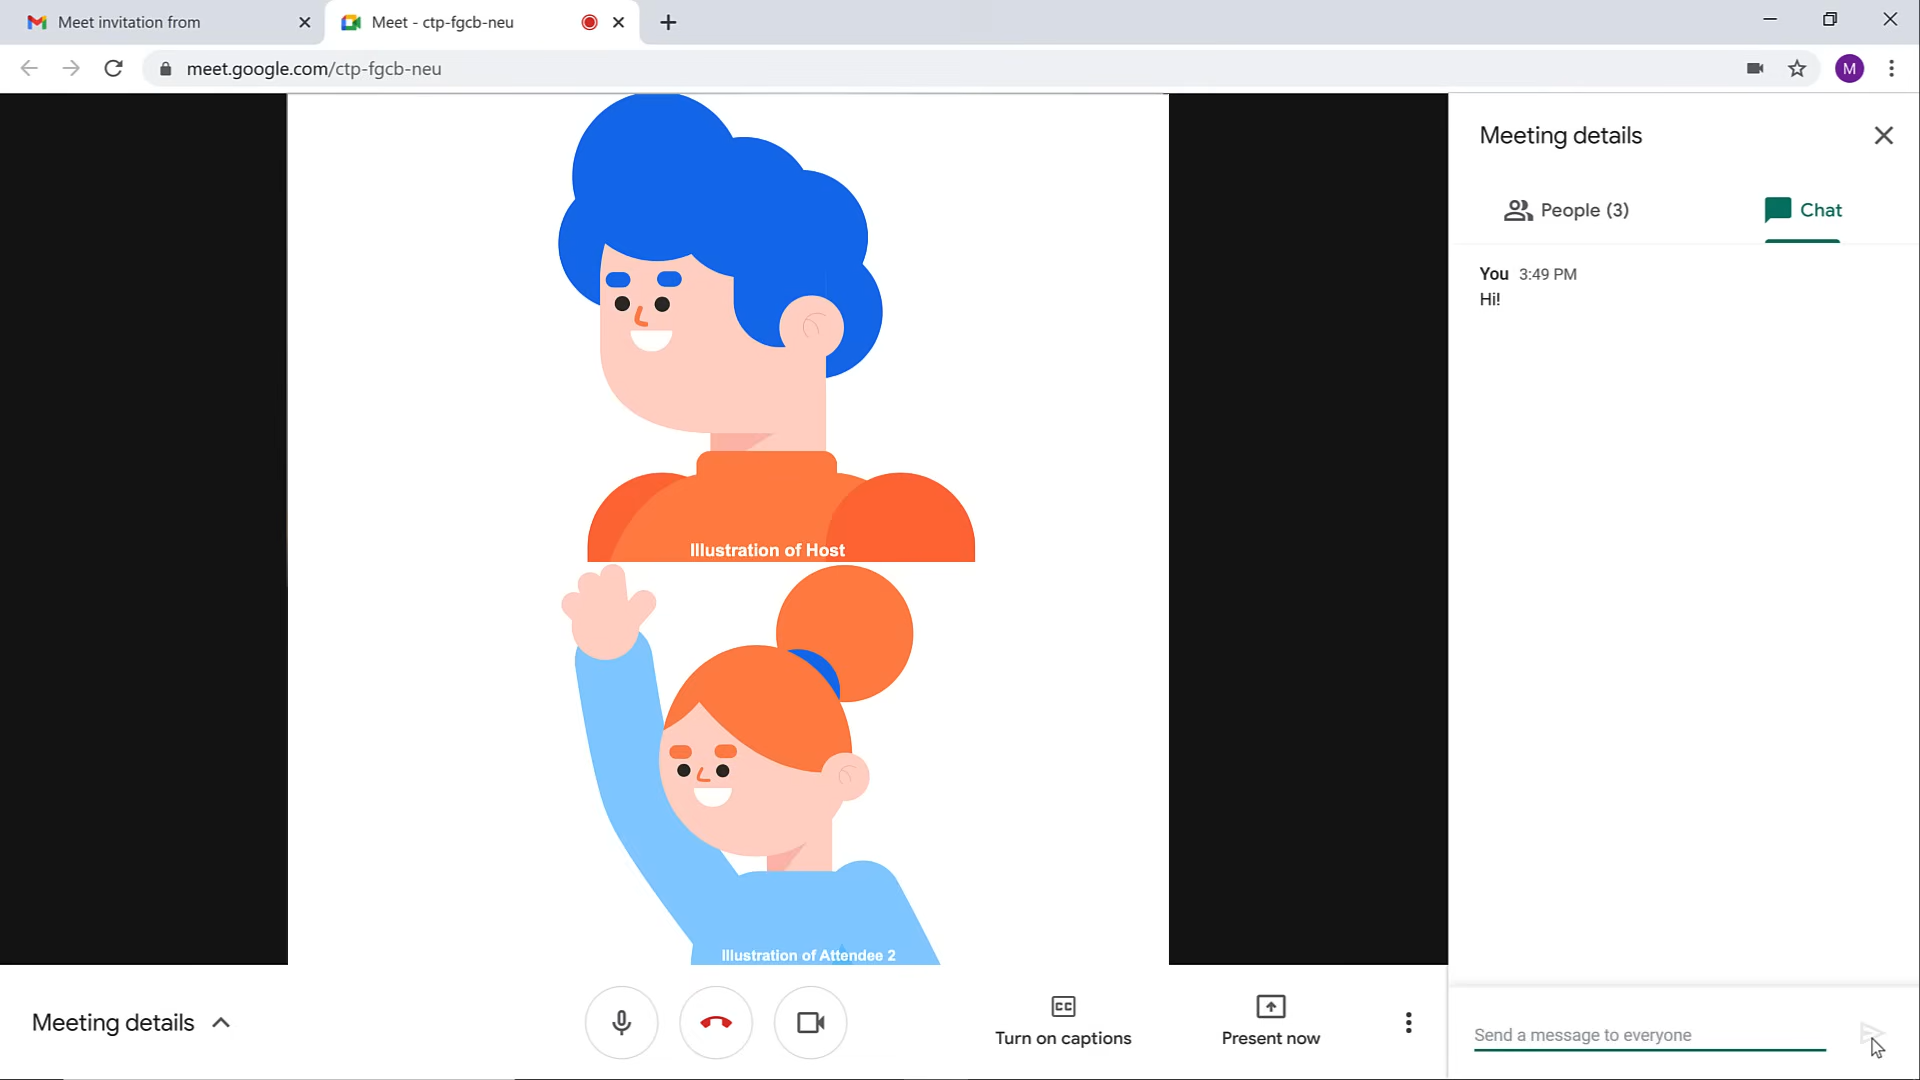 Meet invitation from
Meet - ctp-fgcb-neu
meet.google.com/ctp-fgcb-neu
M
Meeting details
People (3)
Chat
You 3:49 PM
Hi!
Illustration of Host
Illustration of Attendee 2
Meeting details
CC
Turn on captions
Present now
Send a message to everyone